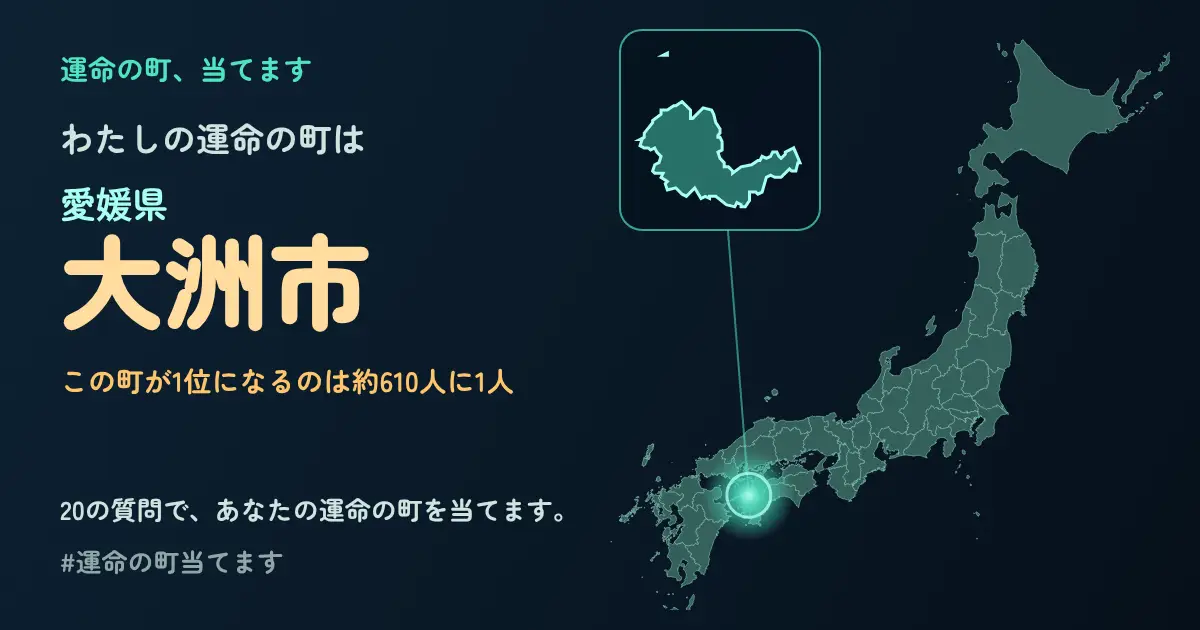 運命の町、当てます
わたしの運命の町は
愛媛県
大洲市
この町が1位になるのは約610人に1人
20の質問で、あなたの運命の町を当てます。
#運命の町当てます